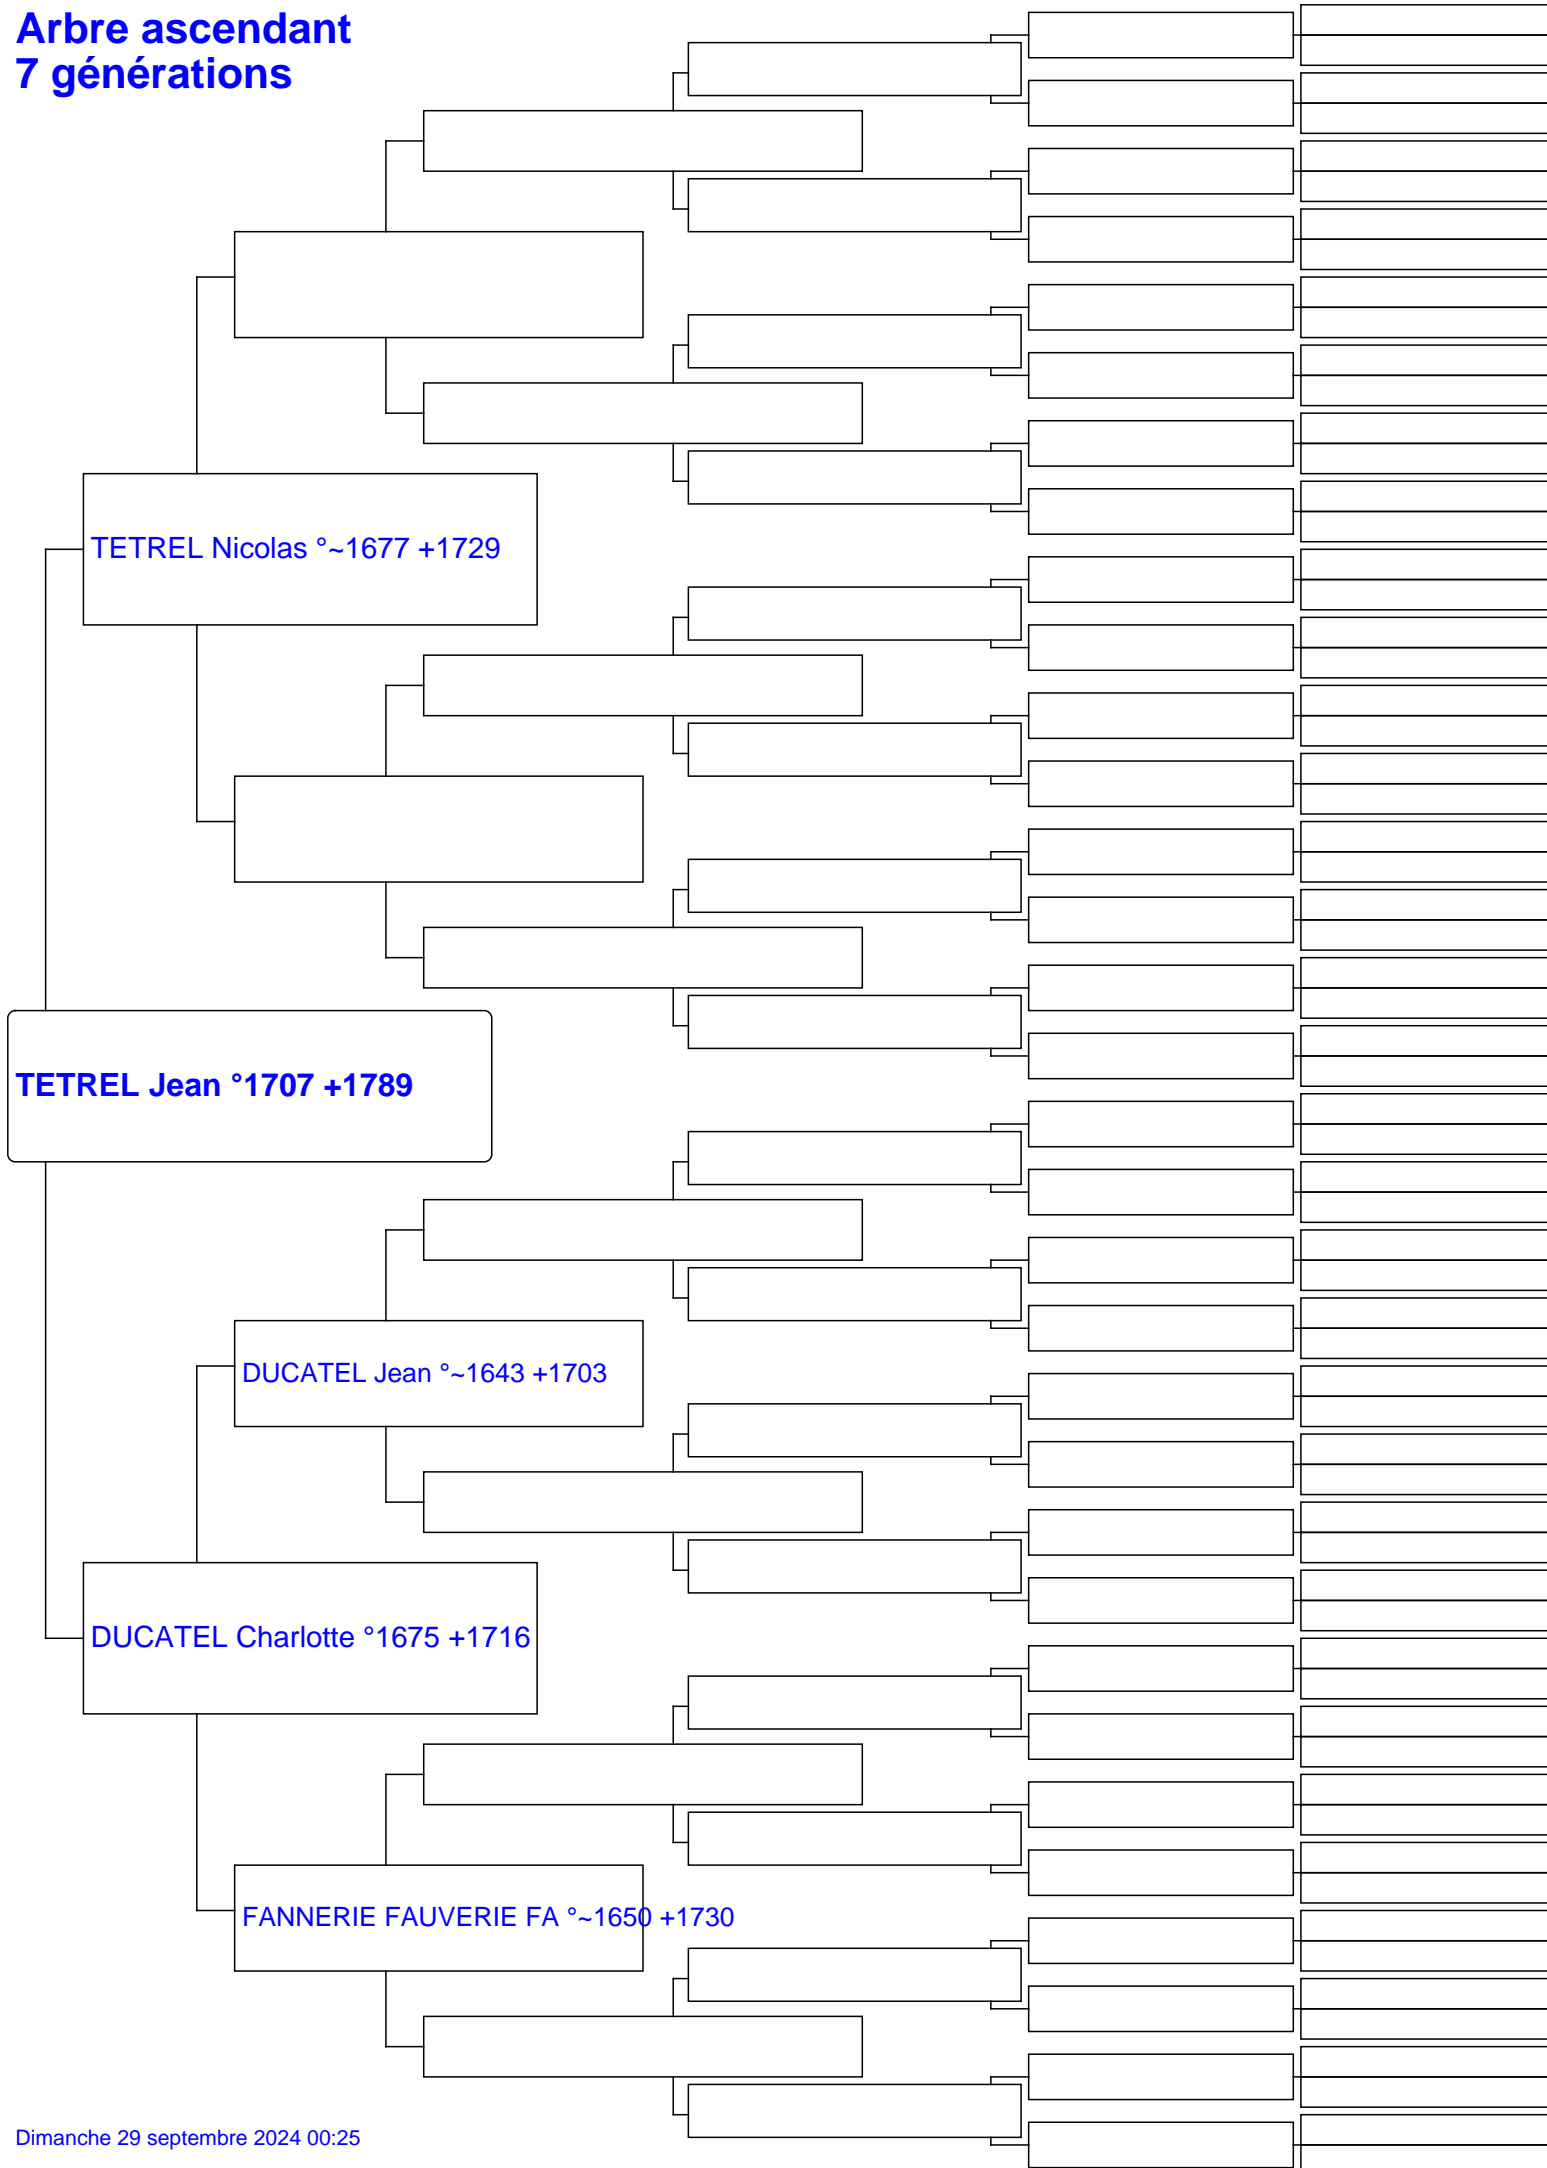 Arbre ascendant
7 générations
TETREL Nicolas °~1677 +1729
TETREL Jean °1707 +1789
DUCATEL Jean °~1643 +1703
DUCATEL Charlotte °1675 +1716
FANNERIE FAUVERIE FA °~1650 +1730
Dimanche 29 septembre 2024 00:25